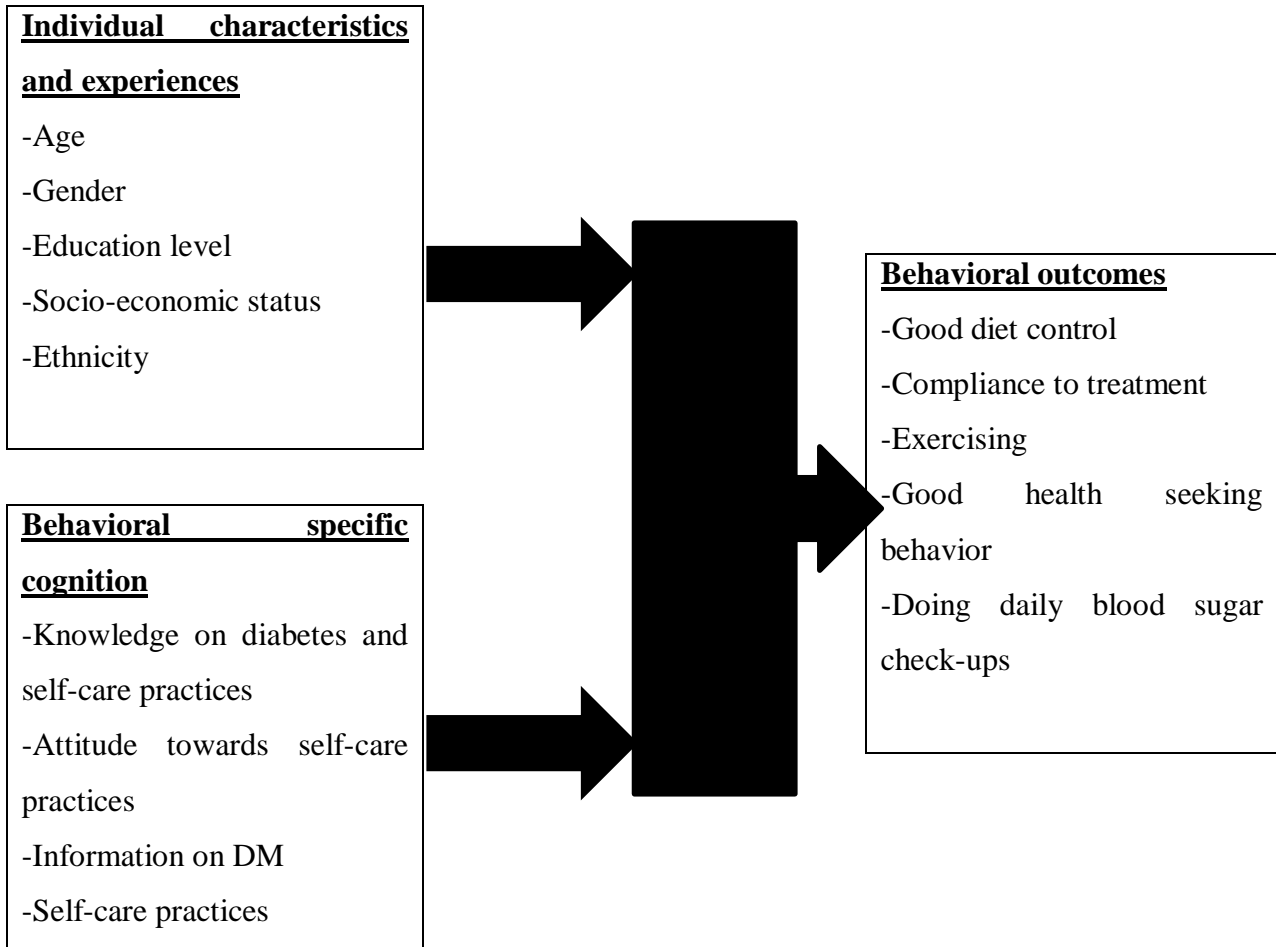 Individual characteristics
and experiences
-Age
-Gender
-Education level
-Socio-economic status
-Ethnicity
Behavioral specific
cognition
-Knowledge on diabetes and
self-care practices
-Attitude towards self-care
practices
-Information on DM
-Self-care practices
Behavioral outcomes
-Good diet control
-Compliance to treatment
-Exercising
-Good health seeking
behavior
-Doing daily blood sugar
check-ups